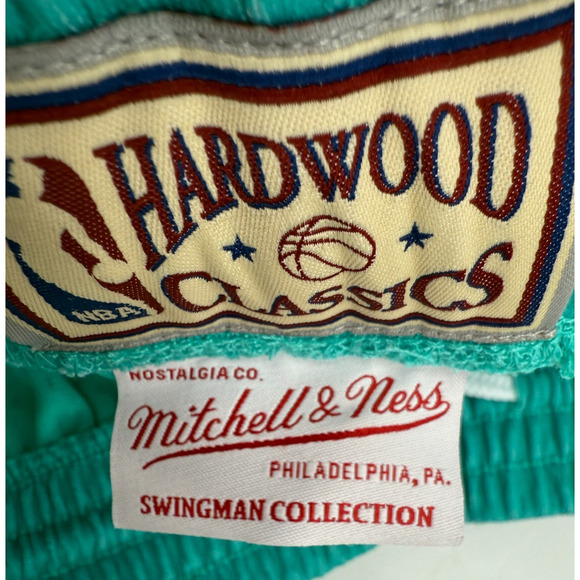 HARDWOOD
CLASSICS
NBA
NOSTALGIA CO.
Mitchell & Ness
PHILADELPHIA, PA.
SWINGMAN COLLECTION